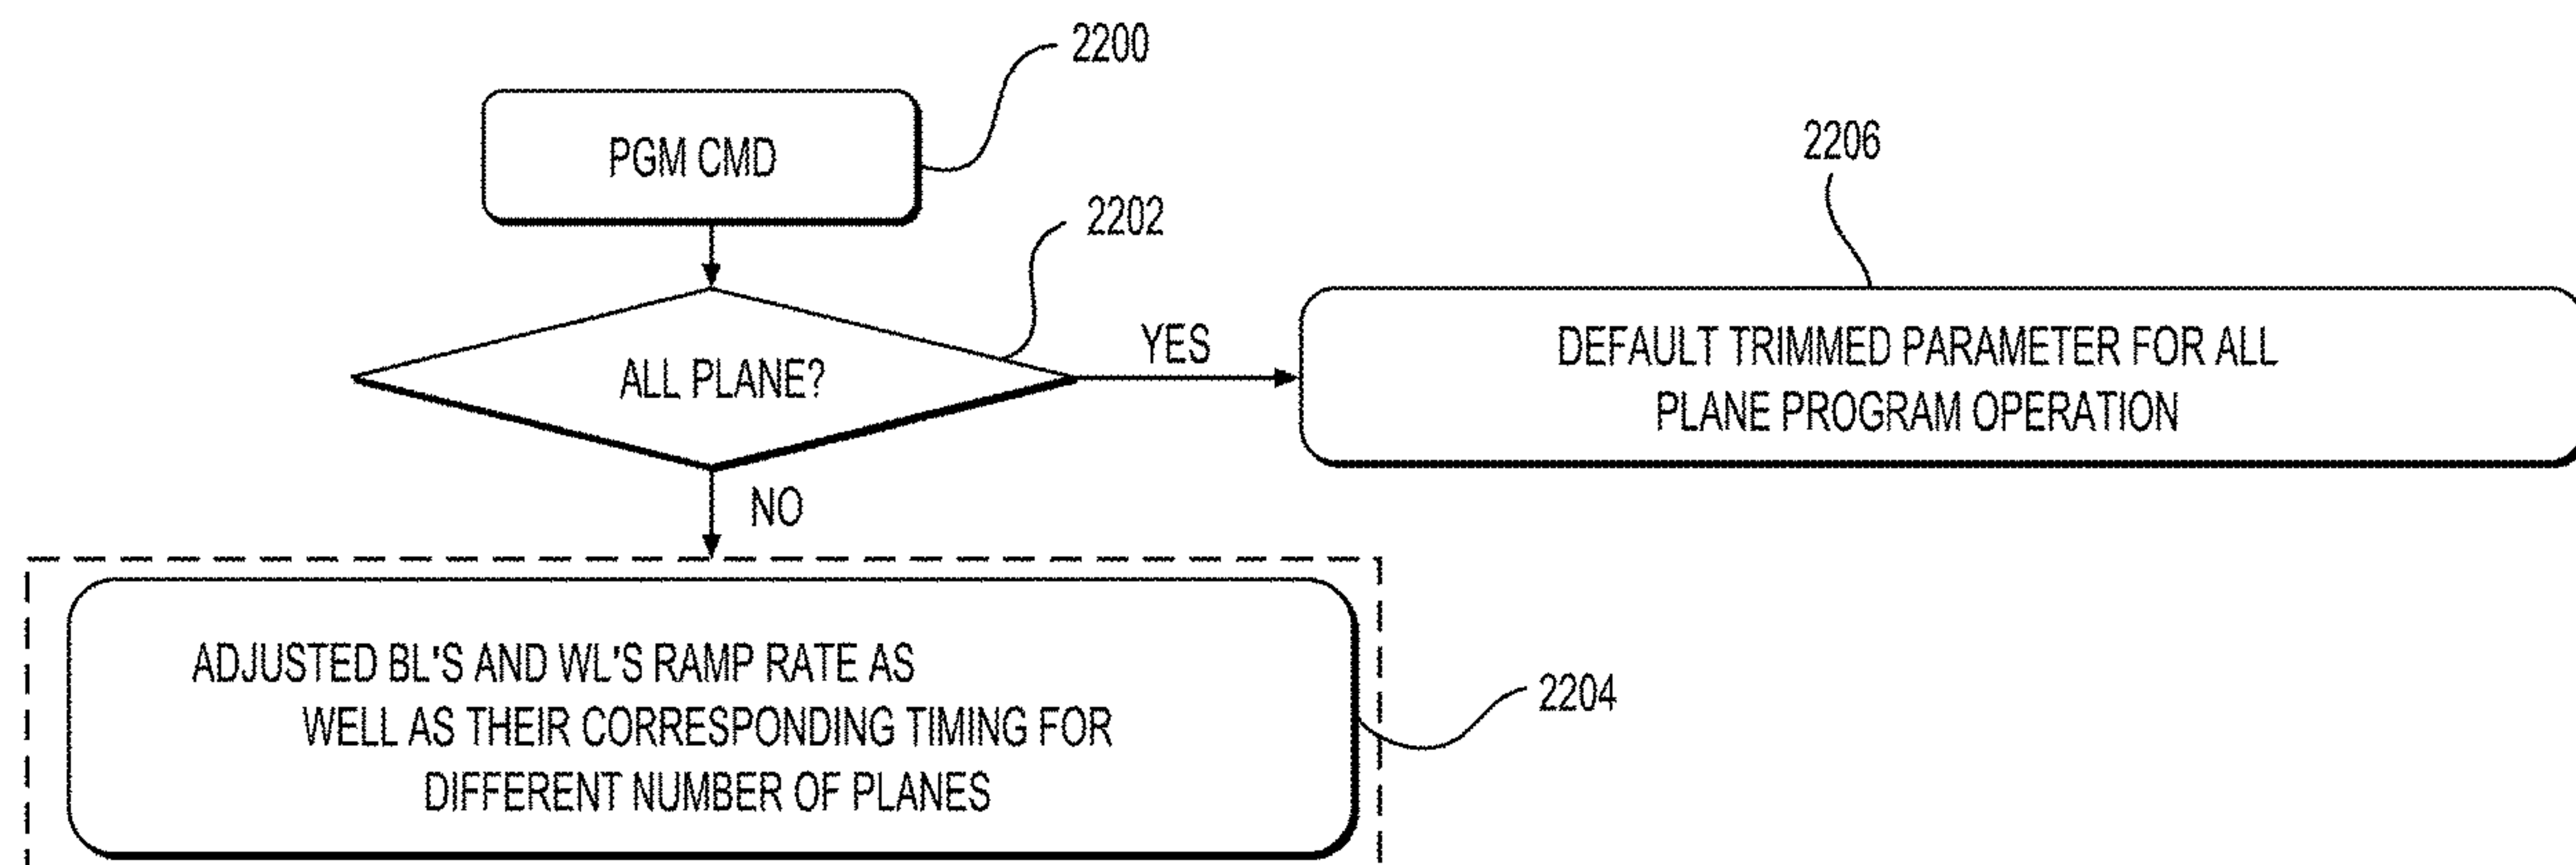 2200
PGM CMD
2206
2202
YES
ALL PLANE?
DEFAULT TRIMMED PARAMETER FOR ALL
PLANE PROGRAM OPERATION
NO
ADJUSTED BL'S AND WL'S RAMP RATE AS
WELL AS THEIR CORRESPONDING TIMING FOR
DIFFERENT NUMBER OF PLANES
2204